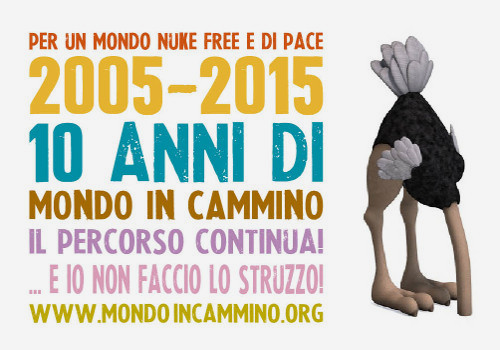 PER UN MONDO NUKE FREE E DI PACE
2005-2015
10 ANNI DI
MONDO IN CAMMINO
IL PERCORSO CONTINUA!
... E IO NON FACCIO LO STRUZZO!
WWW.MONDOINCAMMINO.ORG